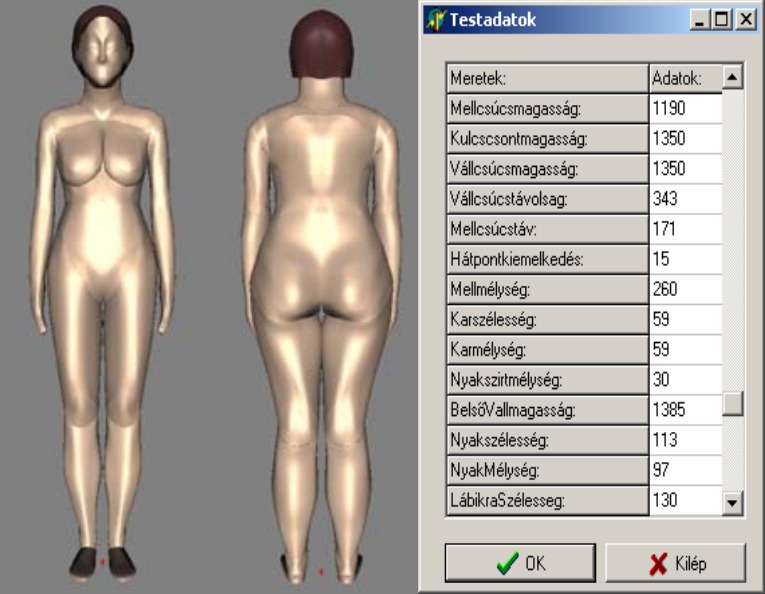 Testadatok
Meretek: Adatok:
Mellcsúcsmagasság: 1190
Kulcscsontmagasság: 1350
Vállcsúcsmagasság: 1350
Vállcsúcstávolsag: 343
Mellcsúcstáv: 171
Hátpontkiemelkedés: 15
Mellmélység: 260
Karszélesség: 59
Karmélység: 59
Nyakszirtmélység: 30
BelsőVallmagasság: 1385
Nyakszélesség: 113
NyakMélység: 97
LábikraSzélesseg: 130
OK Kilép